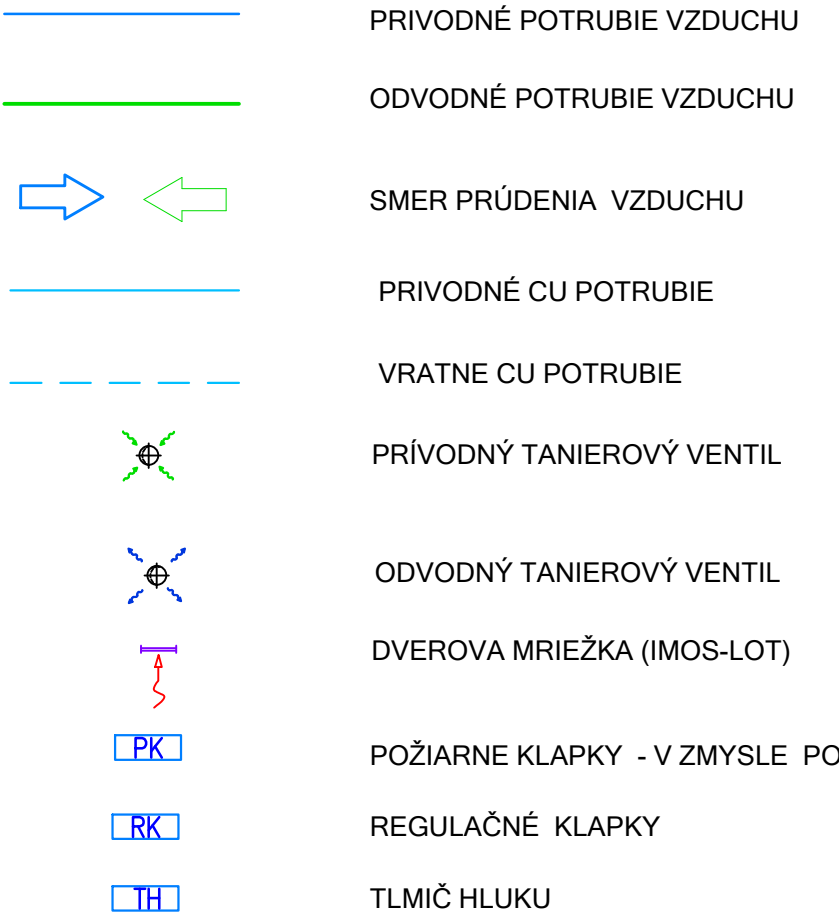 PRIVODNÉ POTRUBIE VZDUCHU
ODVODNÉ POTRUBIE VZDUCHU
SMER PRÚDENIA VZDUCHU
PRIVODNÉ CU POTRUBIE
VRATNE CU POTRUBIE
PRÍVODNÝ TANIEROVÝ VENTIL
ODVODNÝ TANIEROVÝ VENTIL
DVEROVA MRIEŽKA (IMOS-LOT)
PK POŽIARNE KLAPKY - V ZMYSLE PO
RK REGULAČNÉ KLAPKY
TH TLMIČ HLUKU